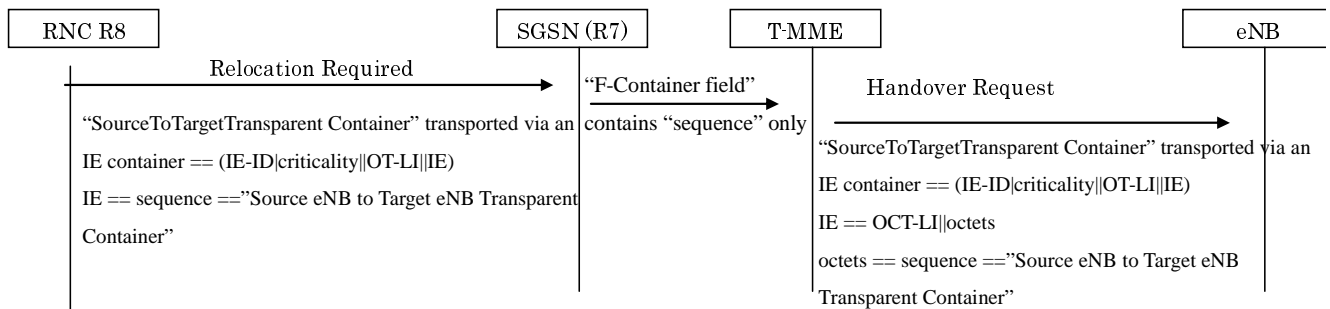 RNC R8
SGSN (R7)
T-MME
eNB
Relocation Required
“F-Container field”
Handover Request
“SourceToTargetTransparent Container” transported via an
contains “sequence” only
IE container == (IE-ID|criticality||OT-LI||IE)
IE == sequence ==”Source eNB to Target eNB Transparent
Container”
“SourceToTargetTransparent Container” transported via an
IE container == (IE-ID|criticality||OT-LI||IE)
IE == OCT-LI||octets
octets == sequence ==”Source eNB to Target eNB
Transparent Container”